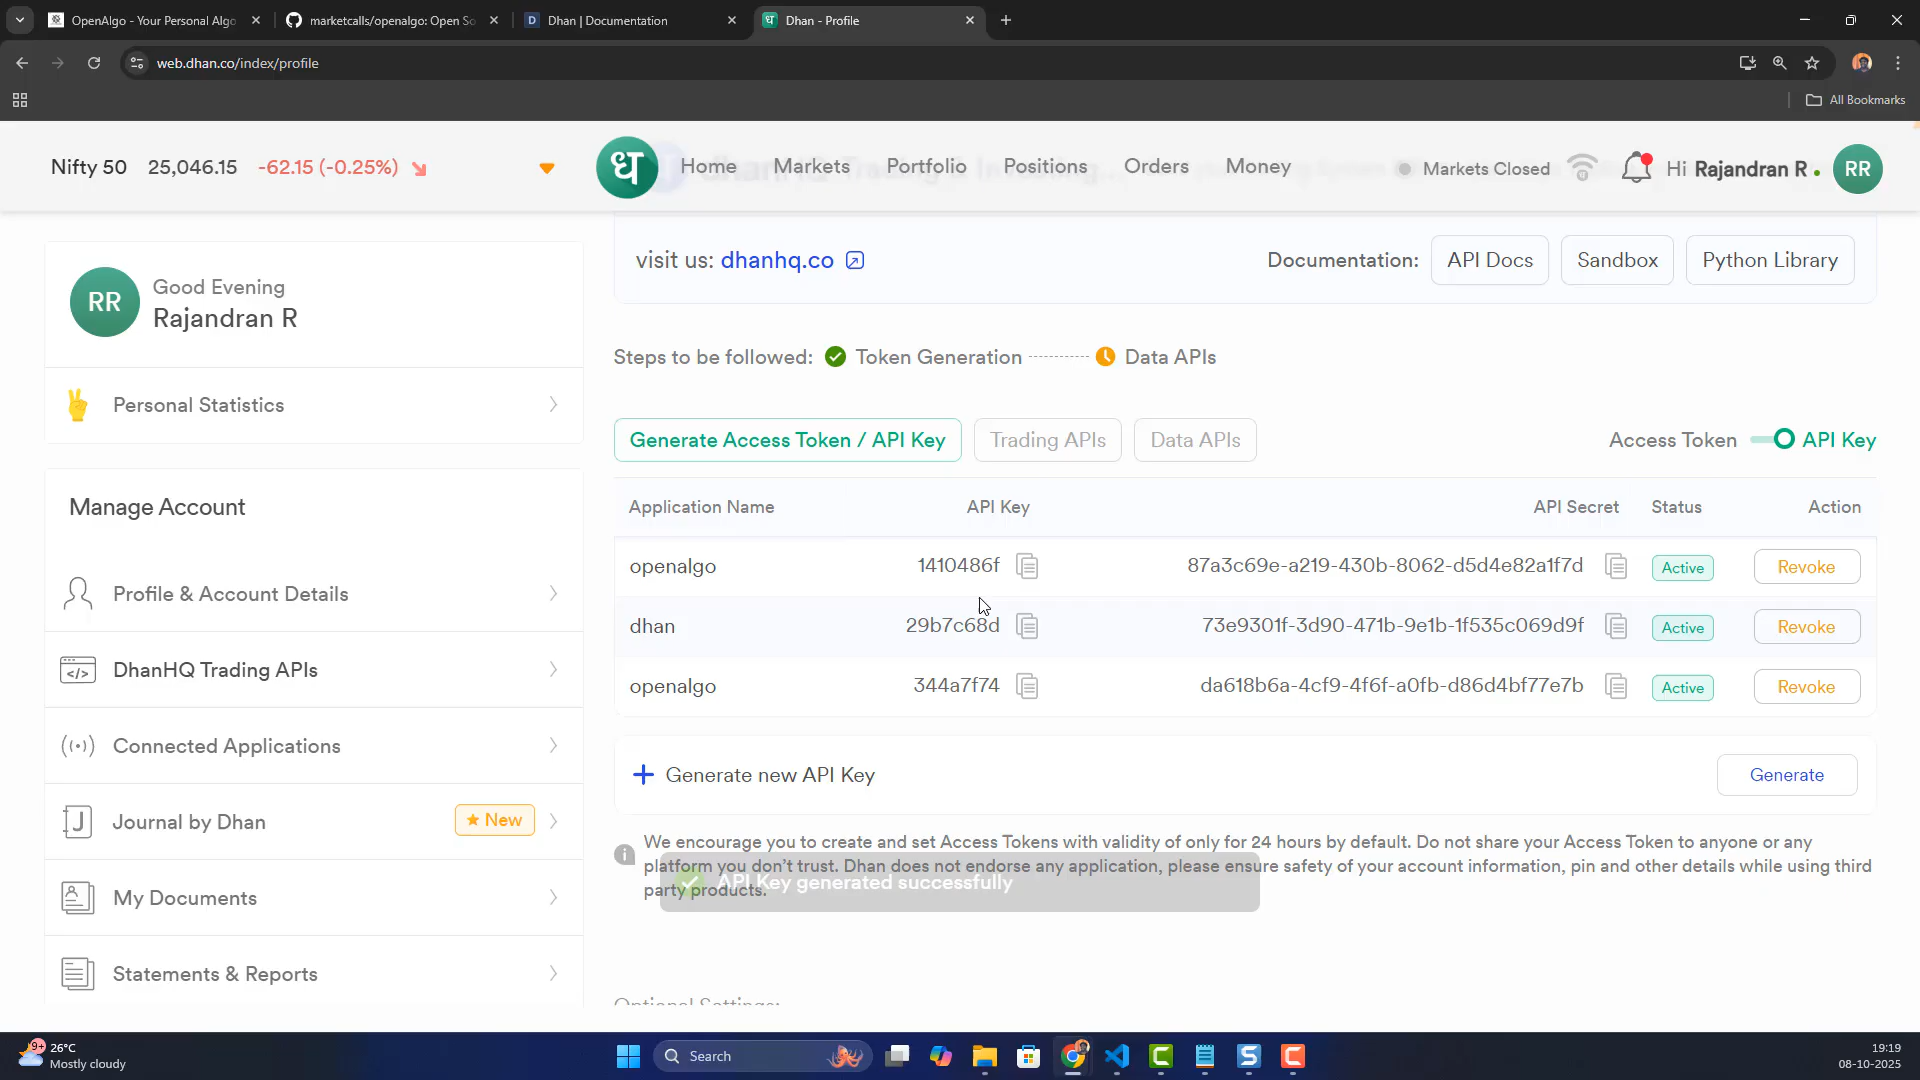 OpenAlgo - Your Personal Algo
marketcalls/openalgo: Open So
Dhan | Documentation
Dhan - Profile
web.dhan.co/index/profile
All Bookmarks
Nifty 50 25,046.15 -62.15 (-0.25%)
Home Markets Portfolio Positions Orders Money
Markets Closed
Hi Rajandran R
RR
visit us: dhanhq.co
Documentation: API Docs Sandbox Python Library
RR
Good Evening
Rajandran R
Personal Statistics
Manage Account
Profile & Account Details
DhanHQ Trading APIs
Connected Applications
Journal by Dhan
New
My Documents
Statements & Reports
Steps to be followed: Token Generation Data APIs
Generate Access Token / API Key Trading APIs Data APIs
Access Token API Key
Application Name API Key API Secret Status Action
openalgo 1410486f 87a3c69e-a219-430b-8062-d5d4e82a1f7d Active Revoke
dhan 29b7c68d 73e9301f-3d90-471b-9e1b-1f535c069d9f Active Revoke
openalgo 344a7f74 da618b6a-4cf9-4f6f-a0fb-d86d4bf77e7b Active Revoke
Generate new API Key Generate
We encourage you to create and set Access Tokens with validity of only for 24 hours by default. Do not share your Access Token to anyone or any
platform you don't trust. Dhan does not endorse any application, please ensure safety of your account information, pin and other details while using third
party products.
API Key generated successfully
Optional Settings:
26°C
Mostly cloudy
Search
19:19
08-10-2025